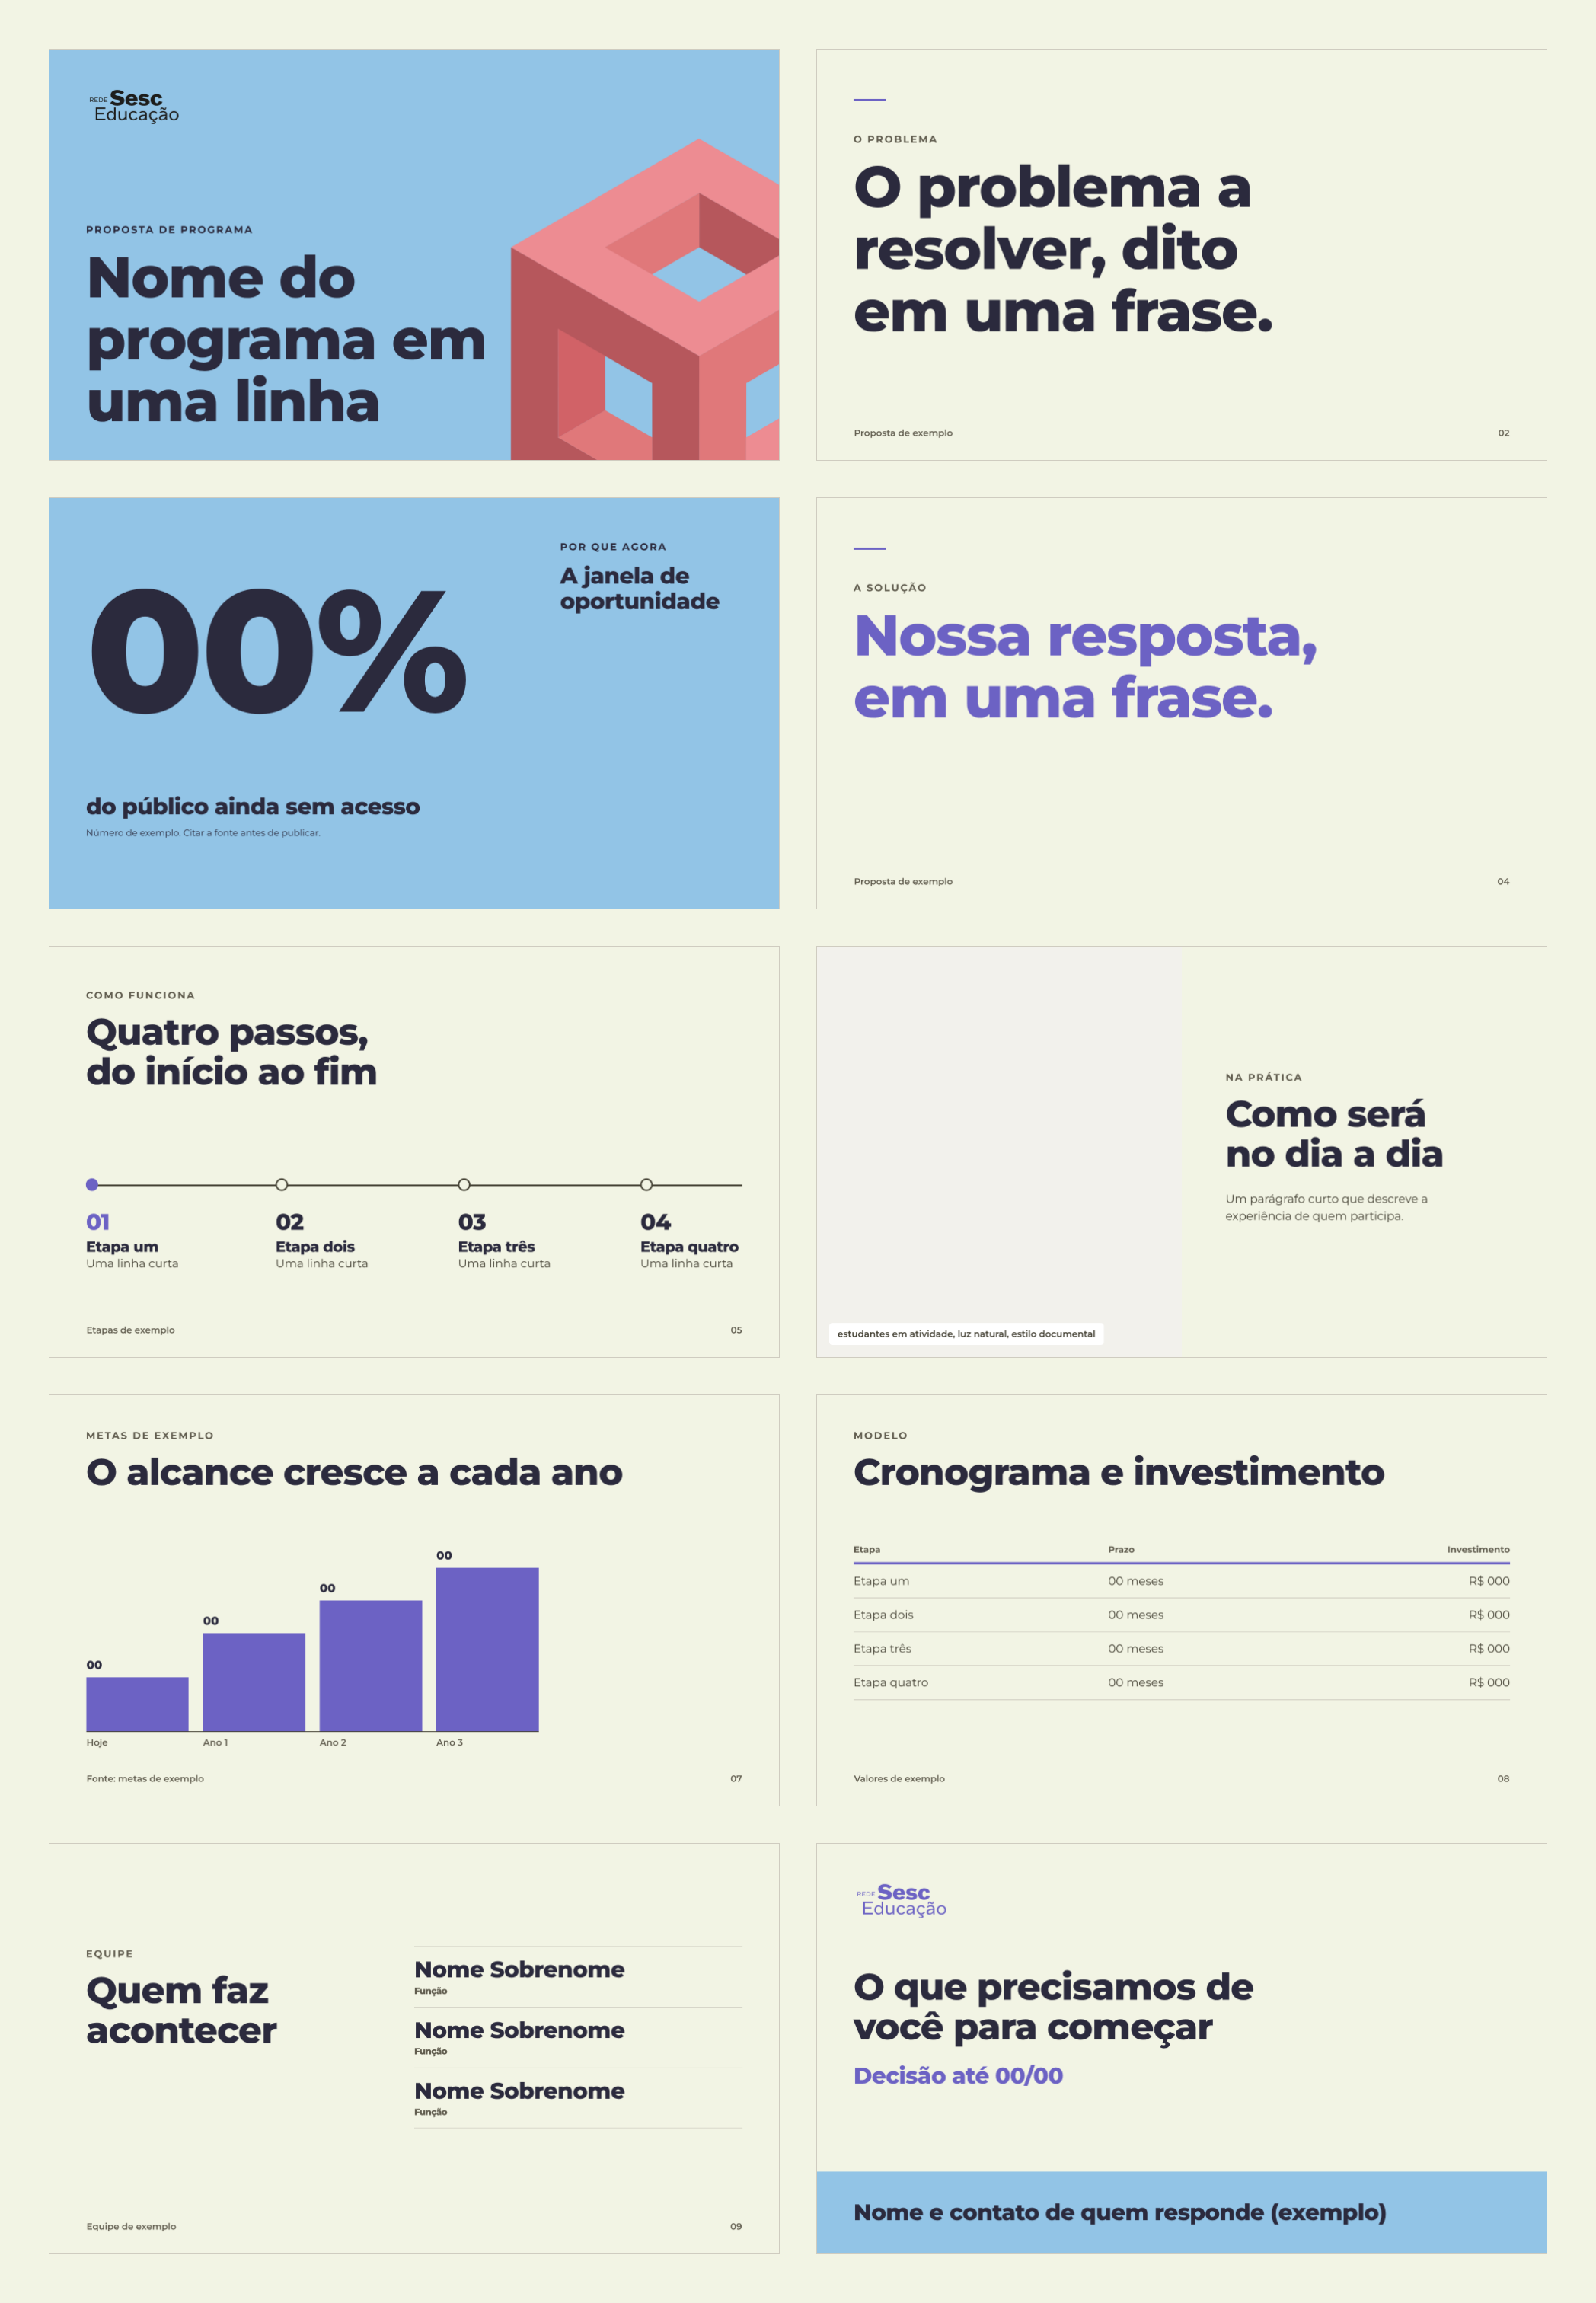 REDE Sesc
Educação
PROPOSTA DE PROGRAMA
Nome do
programa em
uma linha
O PROBLEMA
O problema a
resolver, dito
em uma frase.
Proposta de exemplo
02
00%
POR QUE AGORA
A janela de
oportunidade
do público ainda sem acesso
Número de exemplo. Citar a fonte antes de publicar.
A SOLUÇÃO
Nossa resposta,
em uma frase.
Proposta de exemplo
04
COMO FUNCIONA
Quatro passos,
do início ao fim
01
Etapa um
Uma linha curta
02
Etapa dois
Uma linha curta
03
Etapa três
Uma linha curta
04
Etapa quatro
Uma linha curta
Etapas de exemplo
05
estudantes em atividade, luz natural, estilo documental
NA PRÁTICA
Como será
no dia a dia
Um parágrafo curto que descreve a
experiência de quem participa.
METAS DE EXEMPLO
O alcance cresce a cada ano
00
00
00
00
Hoje
Ano 1
Ano 2
Ano 3
Fonte: metas de exemplo
07
MODELO
Cronograma e investimento
Etapa Prazo Investimento
Etapa um 00 meses R$ 000
Etapa dois 00 meses R$ 000
Etapa três 00 meses R$ 000
Etapa quatro 00 meses R$ 000
Valores de exemplo
08
EQUIPE
Quem faz
acontecer
Nome Sobrenome
Função
Nome Sobrenome
Função
Nome Sobrenome
Função
Equipe de exemplo
09
REDE Sesc
Educação
O que precisamos de
você para começar
Decisão até 00/00
Nome e contato de quem responde (exemplo)